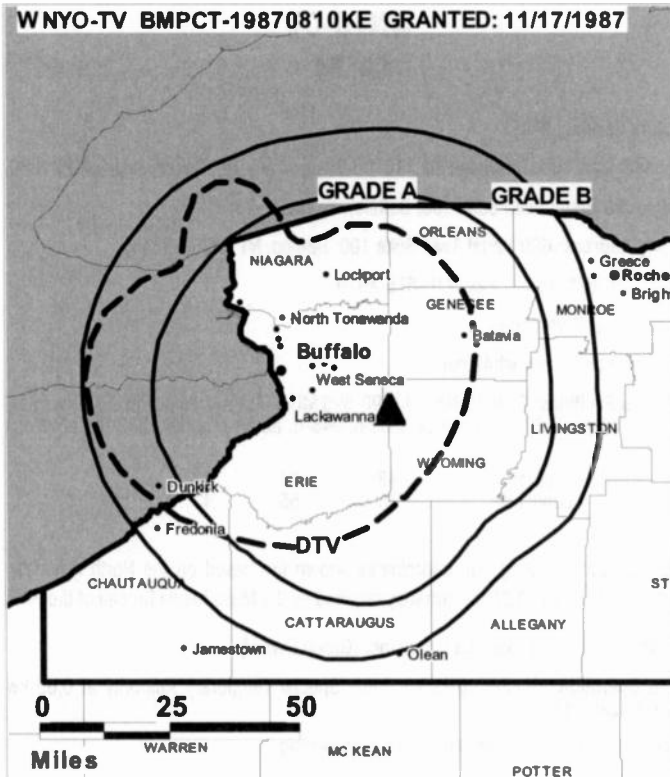 WNYO-TV BMPCT-19870810KE GRANTED: 11/17/1987
GRADE A
GRADE B
ORLEANS
NIAGARA
Greece
Lockport
Roche
GENESEE
Brigh
MONROE
North Tonawanda
Batavia
Buffalo
West Seneca
Lackawanna
LIVINGSTON
WYOMING
ERIE
Dunkirk
Fredonia
DTV
CHAUTAUQUA
ST
CATTARAUGUS
ALLEGANY
Jamestown
Olean
0 25 50
Miles
WARREN
MC KEAN
POTTER